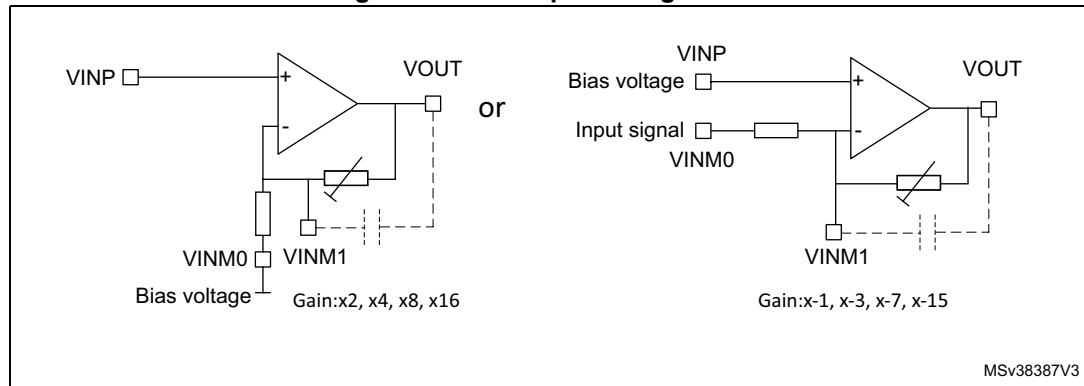 VINP
+
-
VOUT
VINM0
VINM1
Bias voltage
Gain:x2, x4, x8, x16
or
VINP
Bias voltage
Input signal
VINM0
+
-
VOUT
VINM1
Gain:x-1, x-3, x-7, x-15
MSv38387V3